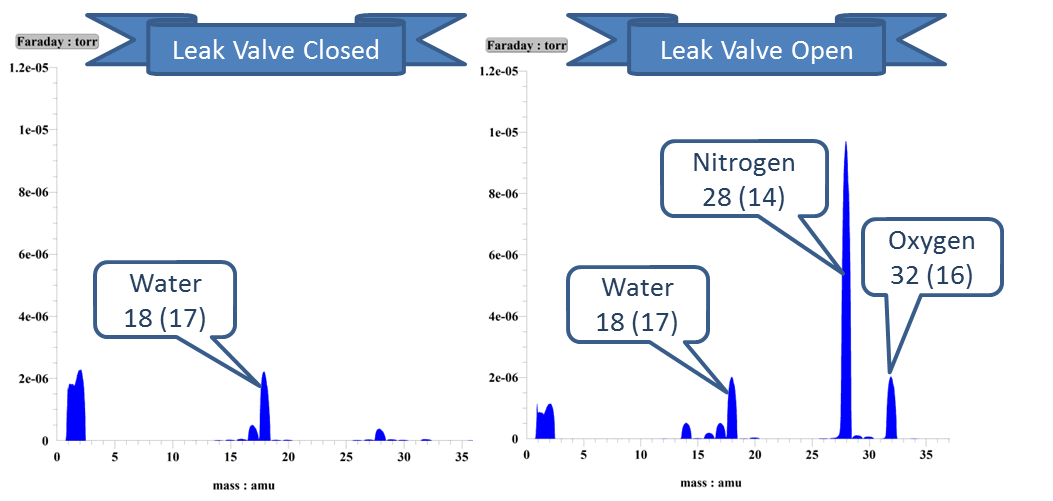 Leak Valve Closed
Faraday : torr
1.2e-05
1e-05
8e-06
6e-06
4e-06
2e-06
0
Water
18 (17)
0 5 10 15 20 25 30 35
mass : amu
Leak Valve Open
Faraday : torr
1.2e-05
1e-05
8e-06
6e-06
4e-06
2e-06
0
Nitrogen
28 (14)
Oxygen
32 (16)
Water
18 (17)
0 5 10 15 20 25 30 35
mass : amu